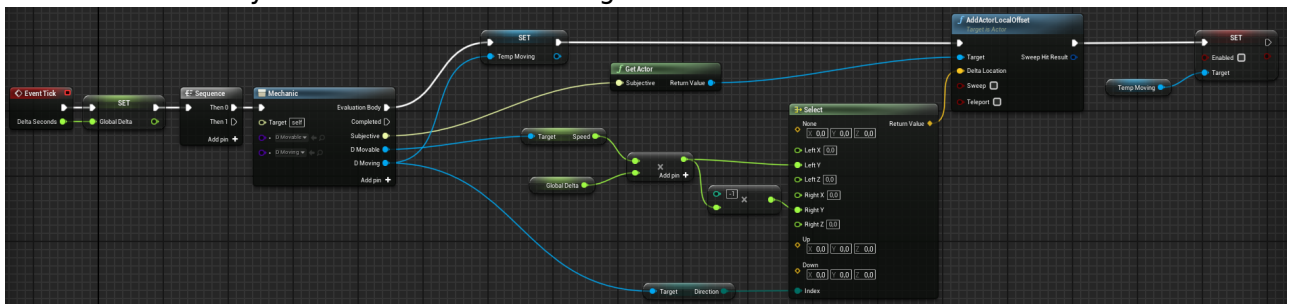 Event Tick
Delta Seconds
SET
Global Delta
Sequence
Then 0
Then 1
Add pin +
Mechanic
Target self
D Movable
D Moving
Evaluation Body
Completed
Subjective
D Movable
D Moving
Add pin +
SET
Temp Moving
Get Actor
Subjective Return Value
Target Speed
Global Delta
×
Add pin +
-1 ×
Target Direction
Select
None Return Value
X 0,0 Y 0,0 Z 0,0
Left X 0,0
Left Y
Left Z 0,0
Right X 0,0
Right Y
Right Z 0,0
Up
X 0,0 Y 0,0 Z 0,0
Down
X 0,0 Y 0,0 Z 0,0
Index
AddActorLocalOffset
Target is Actor
Target Sweep Hit Result
Delta Location
Sweep
Teleport
Temp Moving
SET
Enabled
Target